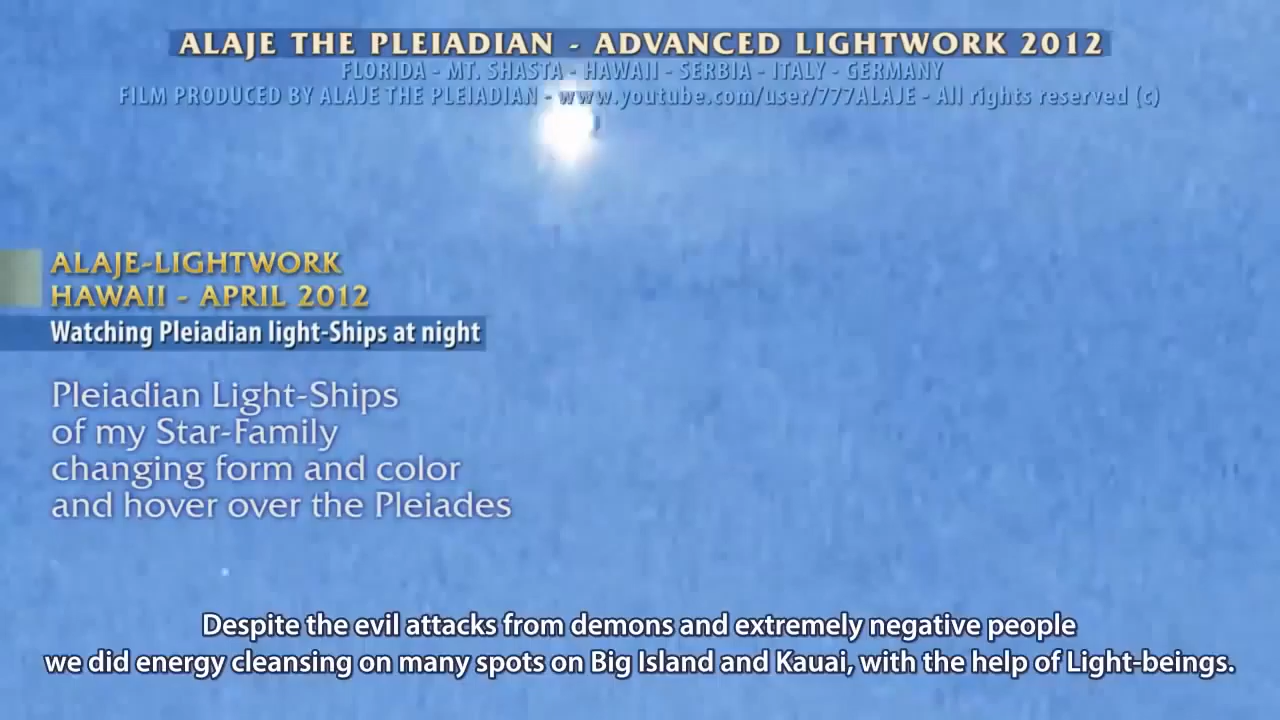 ALAJE THE PLEIADIAN - ADVANCED LIGHTWORK 2012
FLORIDA - MT. SHASTA - HAWAII - SERBIA - ITALY - GERMANY
FILM PRODUCED BY ALAJE THE PLEIADIAN - www.youtube.com/user/777ALAJE - All rights reserved (c)
ALAJE-LIGHTWORK
HAWAII - APRIL 2012
Watching Pleiadian light-Ships at night
Pleiadian Light-Ships
of my Star-Family
changing form and color
and hover over the Pleiades
Despite the evil attacks from demons and extremely negative people
we did energy cleansing on many spots on Big Island and Kauai, with the help of Light-beings.